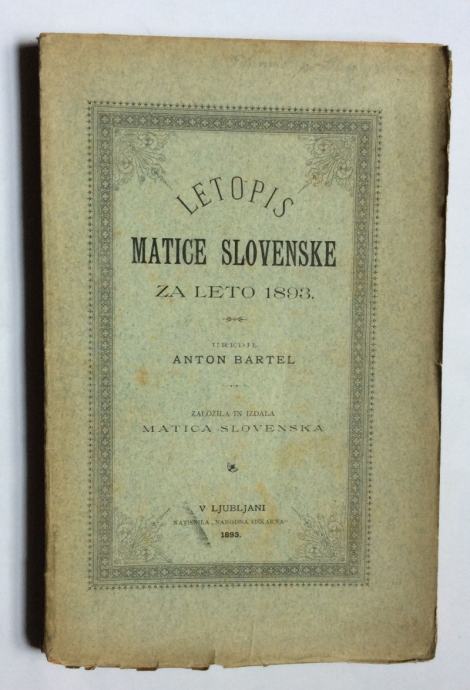 LETOPIS
MATICE SLOVENSKE
ZA LETO 1893.
UREDIL
ANTON BARTEL
ZALOŽILA IN IZDALA
MATICA SLOVENSKA
V LJUBLJANI
NATISNILA „NARODNA TISKARNA"
1893.